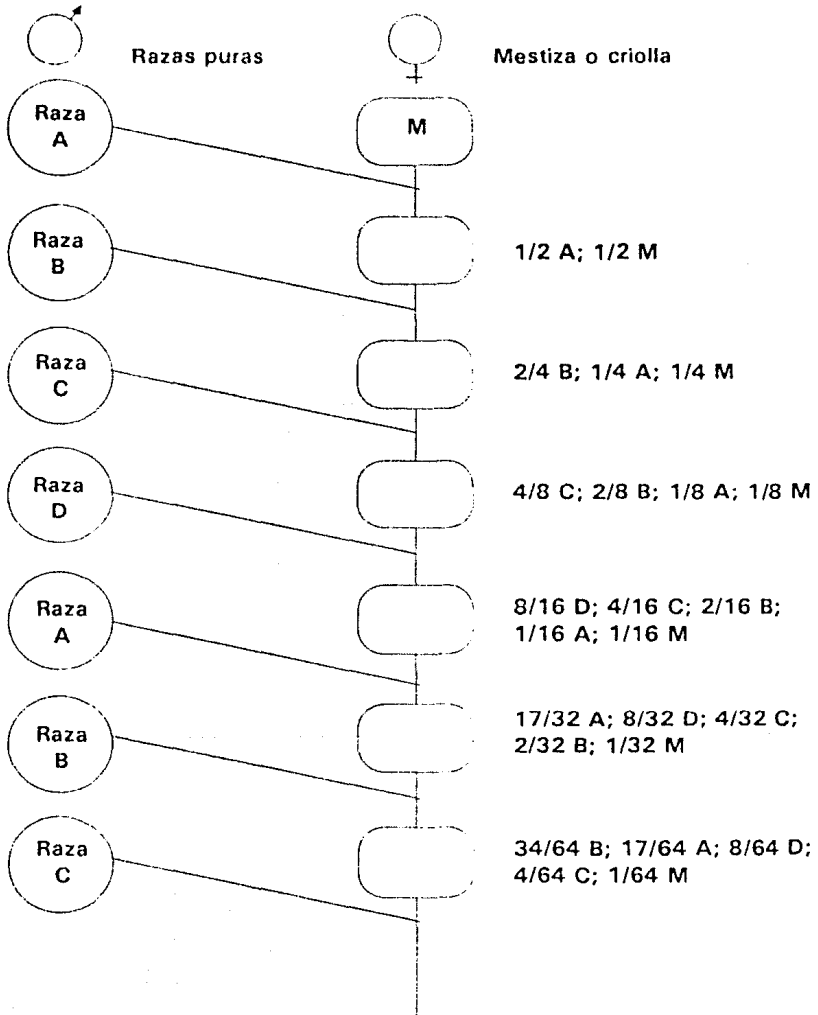 Razas puras
Mestiza o criolla
Raza
A
M
Raza
B
1/2 A; 1/2 M
Raza
C
2/4 B; 1/4 A; 1/4 M
Raza
D
4/8 C; 2/8 B; 1/8 A; 1/8 M
Raza
A
8/16 D; 4/16 C; 2/16 B;
1/16 A; 1/16 M
Raza
B
17/32 A; 8/32 D; 4/32 C;
2/32 B; 1/32 M
Raza
C
34/64 B; 17/64 A; 8/64 D;
4/64 C; 1/64 M